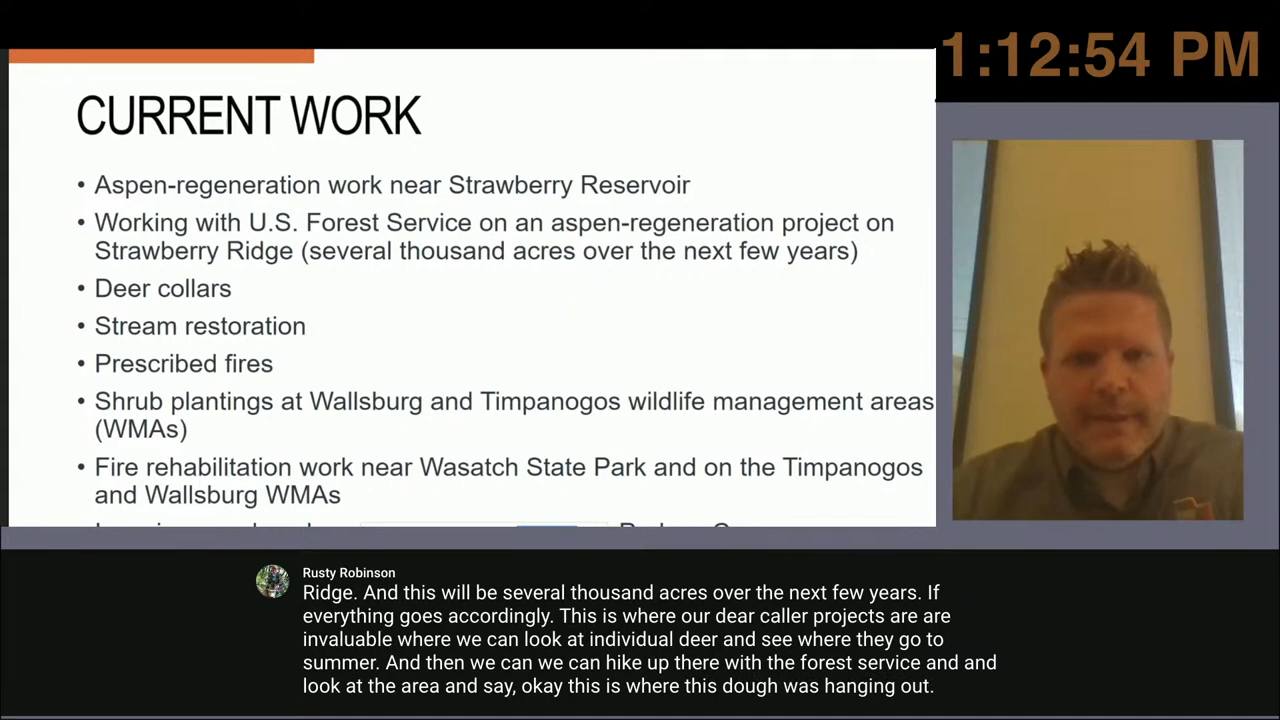 1:12:54 PM
CURRENT WORK
• Aspen-regeneration work near Strawberry Reservoir
• Working with U.S. Forest Service on an aspen-regeneration project on
Strawberry Ridge (several thousand acres over the next few years)
• Deer collars
• Stream restoration
• Prescribed fires
• Shrub plantings at Wallsburg and Timpanogos wildlife management areas
(WMAs)
• Fire rehabilitation work near Wasatch State Park and on the Timpanogos
and Wallsburg WMAs
Rusty Robinson
Ridge. And this will be several thousand acres over the next few years. If
everything goes accordingly. This is where our dear caller projects are are
invaluable where we can look at individual deer and see where they go to
summer. And then we can we can hike up there with the forest service and and
look at the area and say, okay this is where this dough was hanging out.